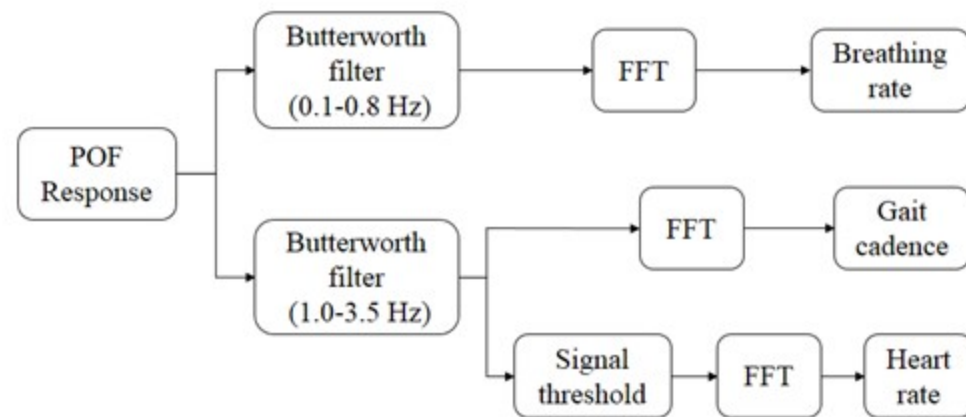 Butterworth
filter
(0.1-0.8 Hz)
FFT
Breathing
rate
POF
Response
Butterworth
filter
(1.0-3.5 Hz)
FFT
Gait
cadence
Signal
threshold
FFT
Heart
rate